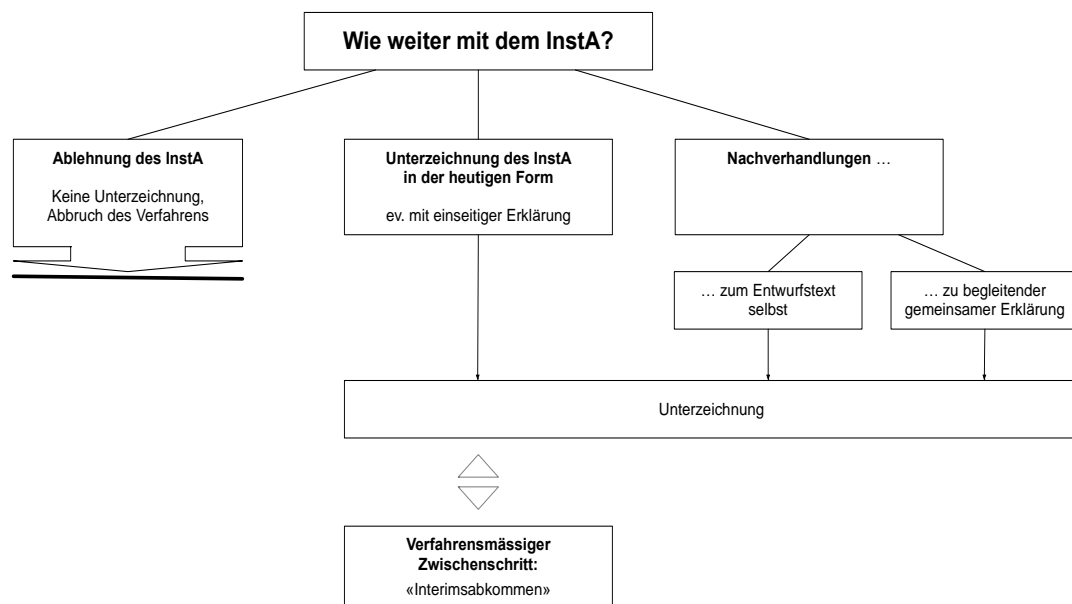 Wie weiter mit dem InstA?
Ablehnung des InstA
Keine Unterzeichnung,
Abbruch des Verfahrens
Unterzeichnung des InstA
in der heutigen Form
ev. mit einseitiger Erklärung
Nachverhandlungen …
… zum Entwurfstext
selbst
… zu begleitender
gemeinsamer Erklärung
Unterzeichnung
Verfahrensmässiger
Zwischenschritt:
«Interimsabkommen»